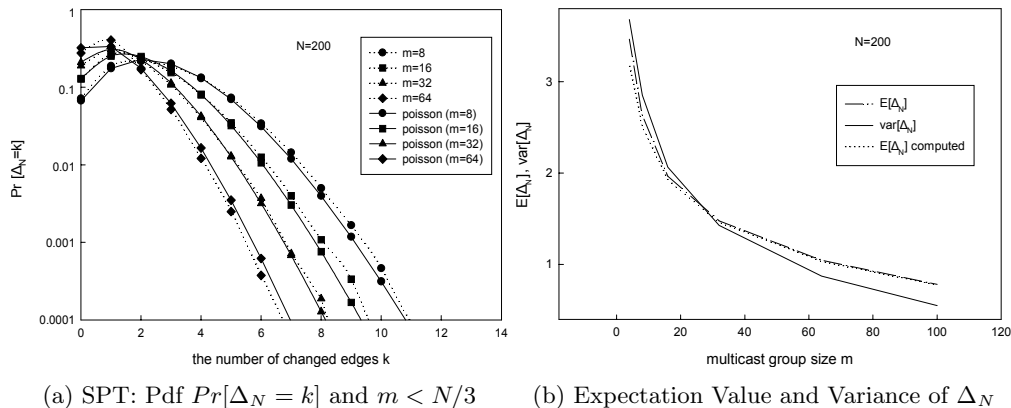 1
0.1
0.01
0.001
0.0001
Pr [Δ_N=k]
N=200
m=8
m=16
m=32
m=64
poisson (m=8)
poisson (m=16)
poisson (m=32)
poisson (m=64)
0 2 4 6 8 10 12 14
the number of changed edges k
(a) SPT: Pdf Pr[Δ_N = k] and m < N/3
3
2
1
E[Δ_N], var[Δ_N]
N=200
E[Δ_N]
var[Δ_N]
E[Δ_N] computed
0 20 40 60 80 100 120
multicast group size m
(b) Expectation Value and Variance of Δ_N